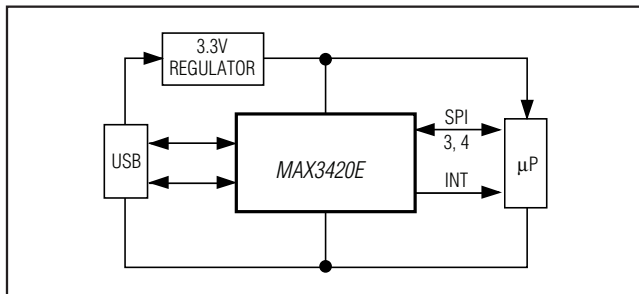 3.3V
REGULATOR
USB
MAX3420E
SPI
3, 4
INT
μP